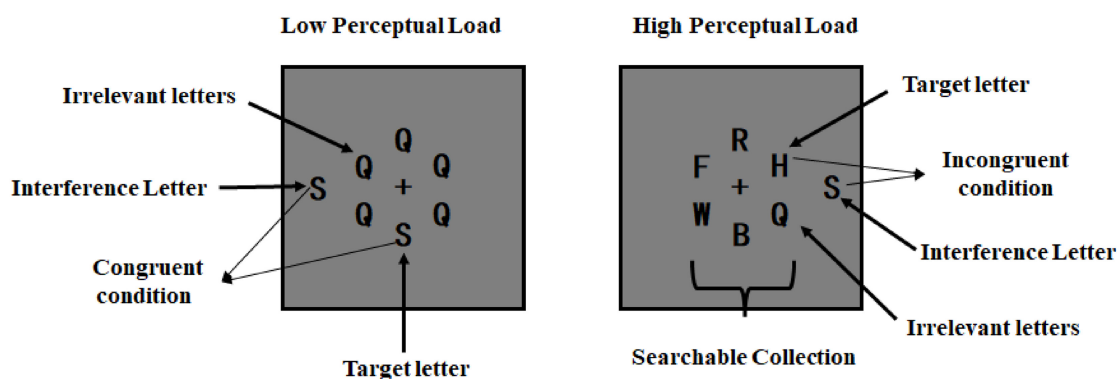 Low Perceptual Load
Irrelevant letters
Q
Q
Q
Interference Letter
S
+
Q
Q
S
Congruent
condition
Target letter
High Perceptual Load
Target letter
R
F
H
Incongruent
condition
+
S
W
Q
B
Interference Letter
Irrelevant letters
Searchable Collection